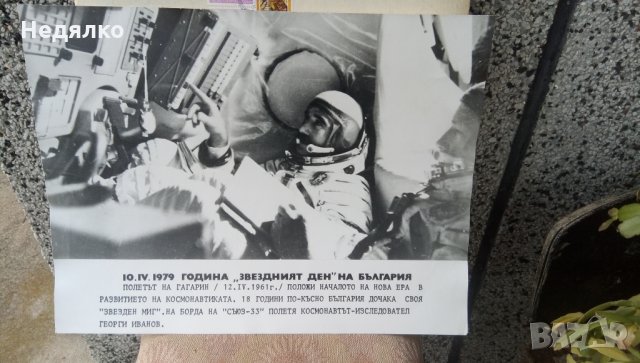 Недялко
10.IV.1979 ГОДИНА „ЗВЕЗДНИЯТ ДЕН" НА БЪЛГАРИЯ
ПОЛЕТЪТ НА ГАГАРИН / 12.IV.1961г./ ПОЛОЖИ НАЧАЛОТО НА НОВА ЕРА В
РАЗВИТИЕТО НА КОСМОНАВТИКАТА. 18 ГОДИНИ ПО-КЪСНО БЪЛГАРИЯ ДОЧАКА СВОЯ
"ЗВЕЗДЕН МИГ".НА БОРДА НА "СЪЮЗ-33" ПОЛЕТЯ КОСМОНАВТЪТ-ИЗСЛЕДОВАТЕЛ
ГЕОРГИ ИВАНОВ.
BAZAR